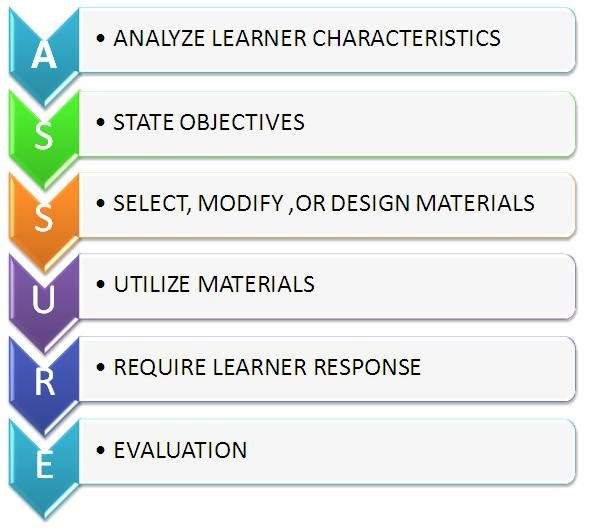 A
• ANALYZE LEARNER CHARACTERISTICS
S
• STATE OBJECTIVES
S
• SELECT, MODIFY ,OR DESIGN MATERIALS
U
• UTILIZE MATERIALS
R
• REQUIRE LEARNER RESPONSE
E
• EVALUATION